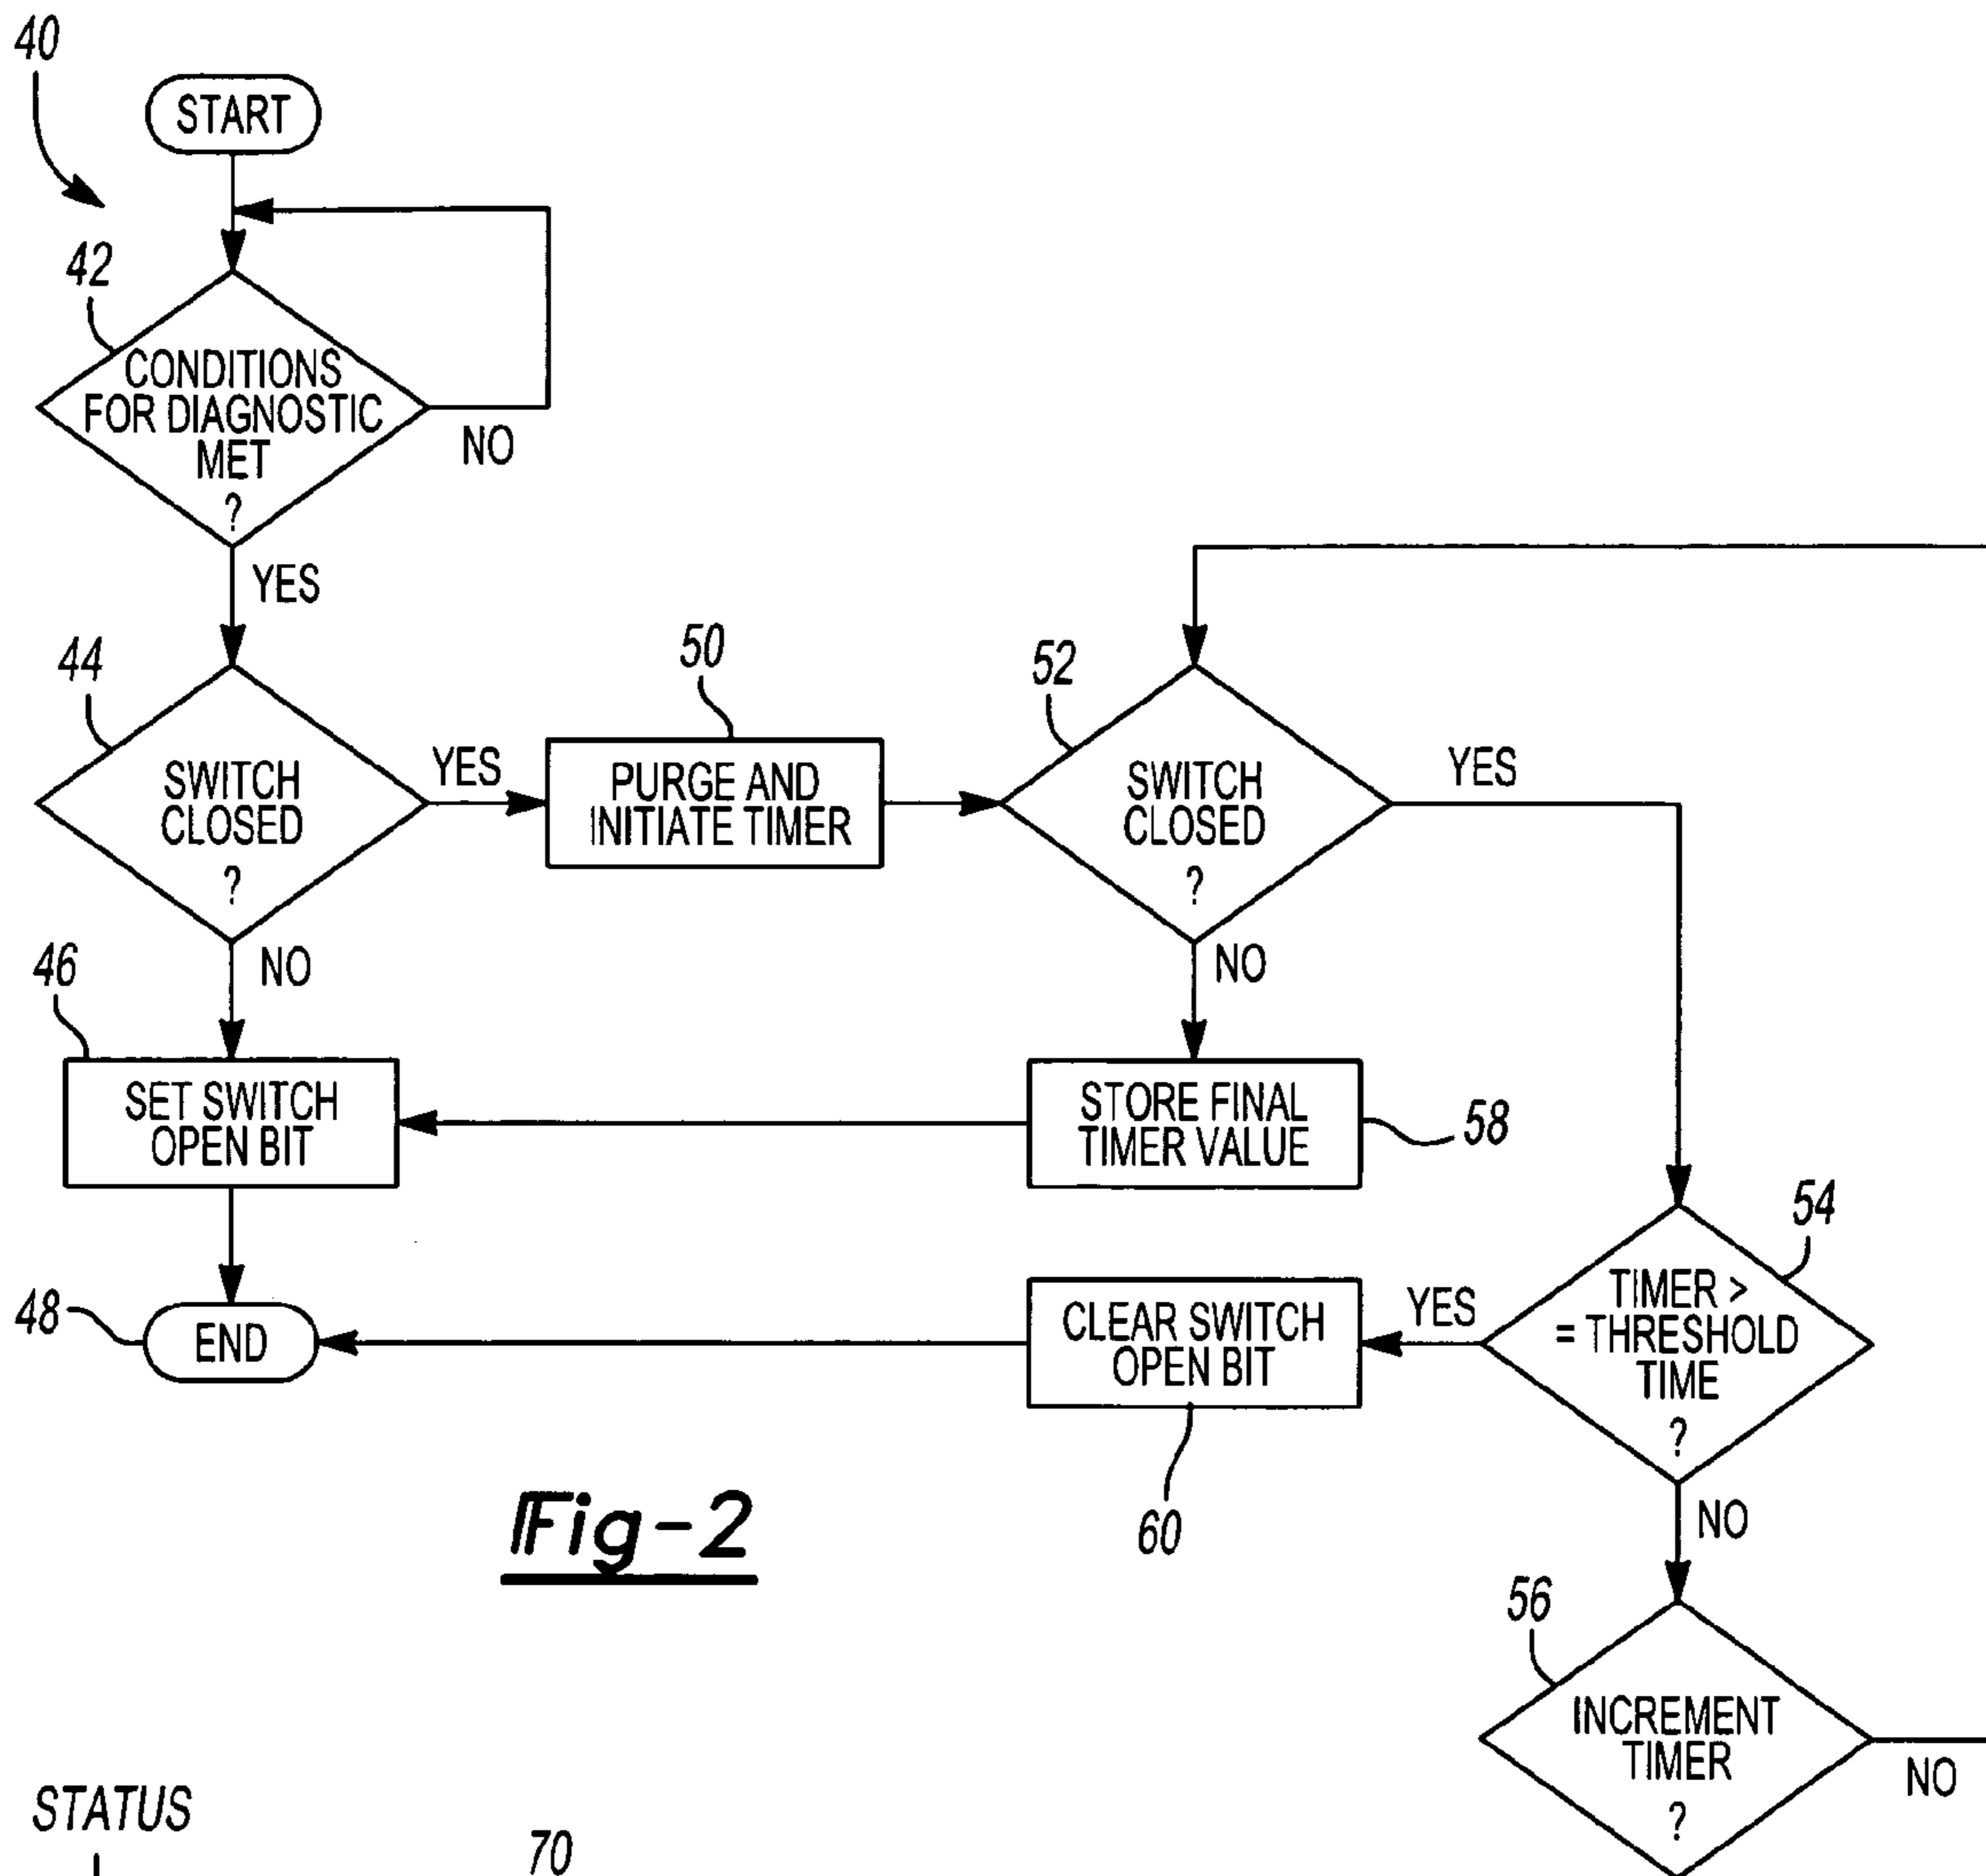 40
START
42
CONDITIONS
FOR DIAGNOSTIC
MET
?
NO
YES
44
SWITCH
CLOSED
?
YES
50
PURGE AND
INITIATE TIMER
52
SWITCH
CLOSED
?
YES
NO
NO
46
SET SWITCH
OPEN BIT
STORE FINAL
TIMER VALUE
58
54
TIMER >
= THRESHOLD
TIME
?
YES
CLEAR SWITCH
OPEN BIT
60
48
END
NO
Fig-2
56
INCREMENT
TIMER
?
NO
STATUS
70